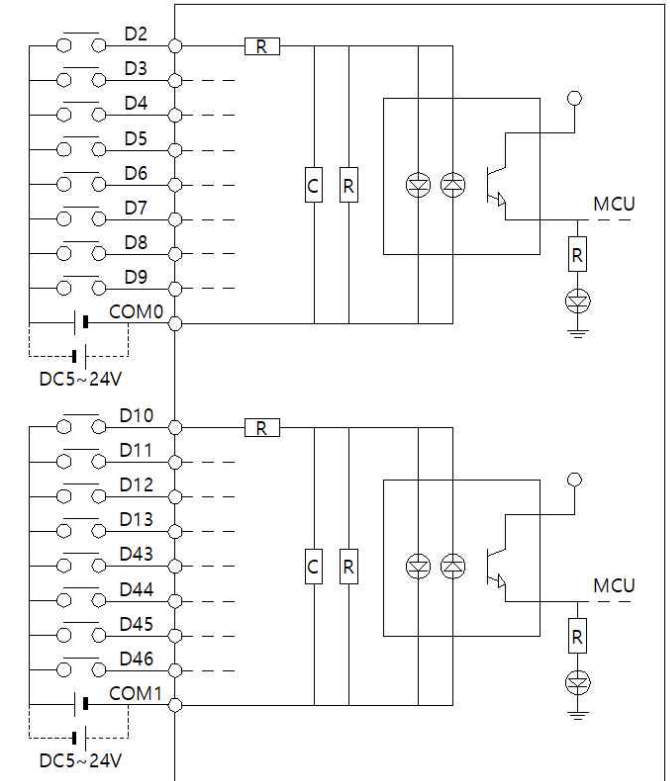 D2
R
D3
D4
D5
D6
C R
D7
MCU
D8
R
D9
COM0
DC5~24V
D10
R
D11
D12
D13
D43
C R
D44
MCU
D45
R
D46
COM1
DC5~24V